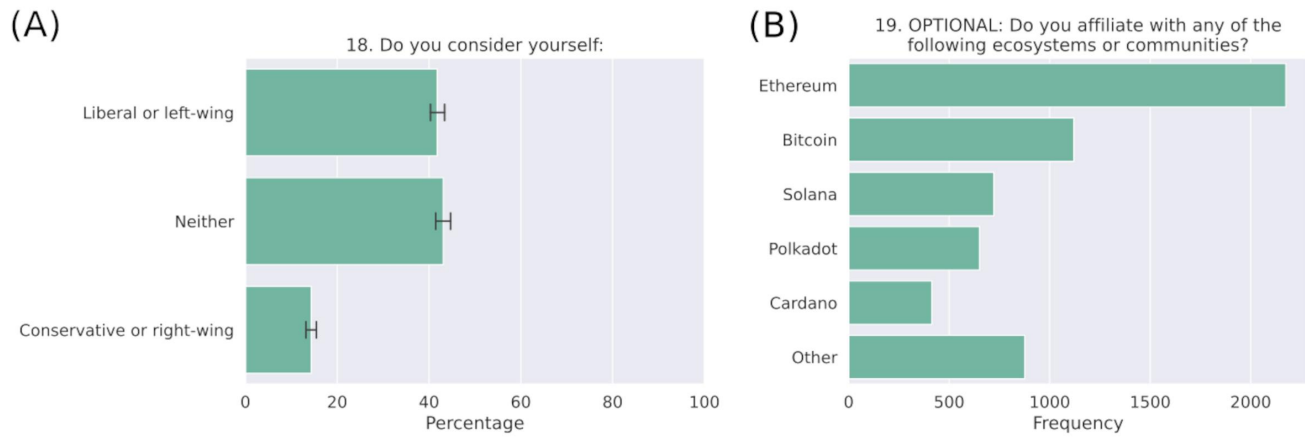 (A)
18. Do you consider yourself:
Liberal or left-wing
Neither
Conservative or right-wing
0 20 40 60 80 100
Percentage
(B)
19. OPTIONAL: Do you affiliate with any of the
following ecosystems or communities?
Ethereum
Bitcoin
Solana
Polkadot
Cardano
Other
0 500 1000 1500 2000
Frequency